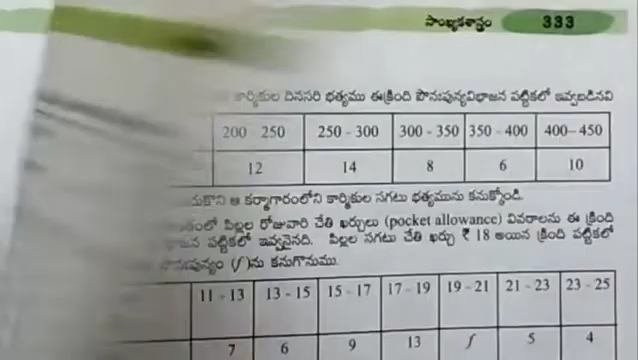 సాంఖ్యకశాస్త్రం 333
కార్మికుల దినసరి భత్యము ఈక్రింది పౌనఃపున్యవిభాజన పట్టికలో ఇవ్వబడినవి
200 250 250 - 300 300 - 350 350 - 400 400–450
12 14 8 6 10
ఆ కర్మాగారంలోని కార్మికుల సగటు భత్యమును కనుక్కోండి.
పిల్లల రోజువారి చేతి ఖర్చులు (pocket allowance) వివరాలను ఈ క్రింది
పట్టికలో ఇవ్వనైనది. పిల్లల సగటు చేతి ఖర్చు ₹ 18 అయిన క్రింది పట్టికలో
(f)ను కనుగొనుము.
11 - 13 13 - 15 15 - 17 17 - 19 19 - 21 21 - 23 23 - 25
7 6 9 13 f 5 4